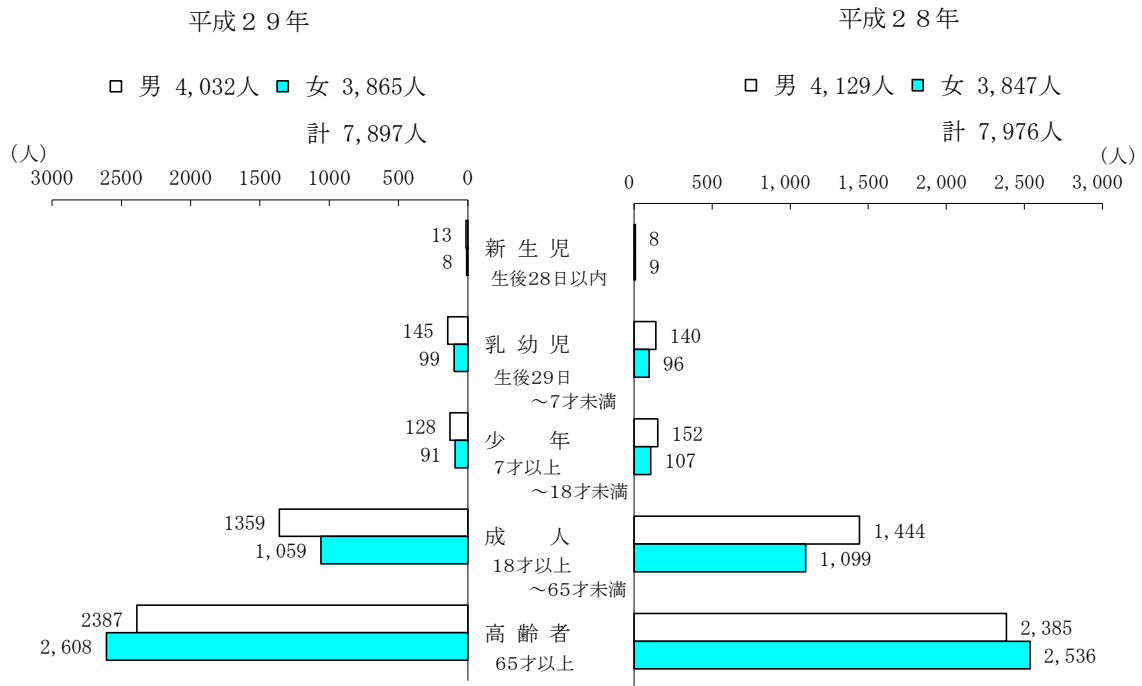 平成２９年
□ 男 4,032人 ■ 女 3,865人
計 7,897人
(人)
3000 2500 2000 1500 1000 500 0
平成２８年
□ 男 4,129人 ■ 女 3,847人
計 7,976人
(人)
0 500 1,000 1,500 2,000 2,500 3,000
13
8
新生児
生後28日以内
8
9
145
99
乳幼児
生後29日
～7才未満
140
96
128
91
少　年
7才以上
～18才未満
152
107
1359
1,059
成　人
18才以上
～65才未満
1,444
1,099
2387
2,608
高齢者
65才以上
2,385
2,536